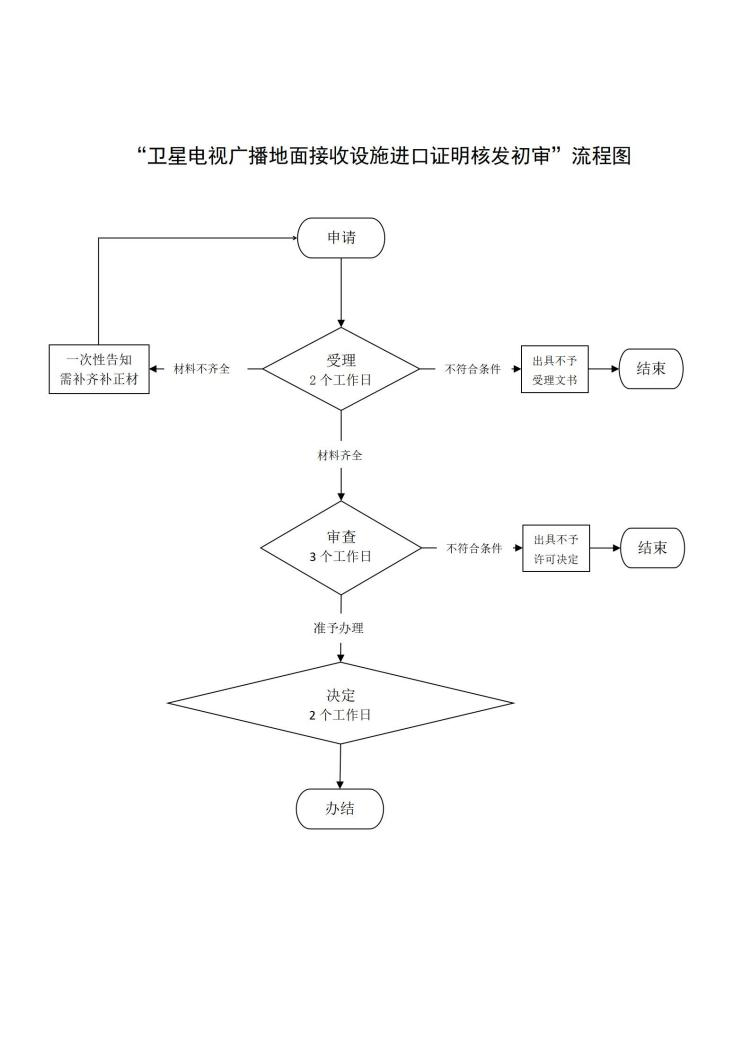 “卫星电视广播地面接收设施进口证明核发初审”流程图
申请
一次性告知
需补齐补正材
材料不齐全
受理
2 个工作日
不符合条件
出具不予
受理文书
结束
材料齐全
审查
3 个工作日
不符合条件
出具不予
许可决定
结束
准予办理
决定
2 个工作日
办结